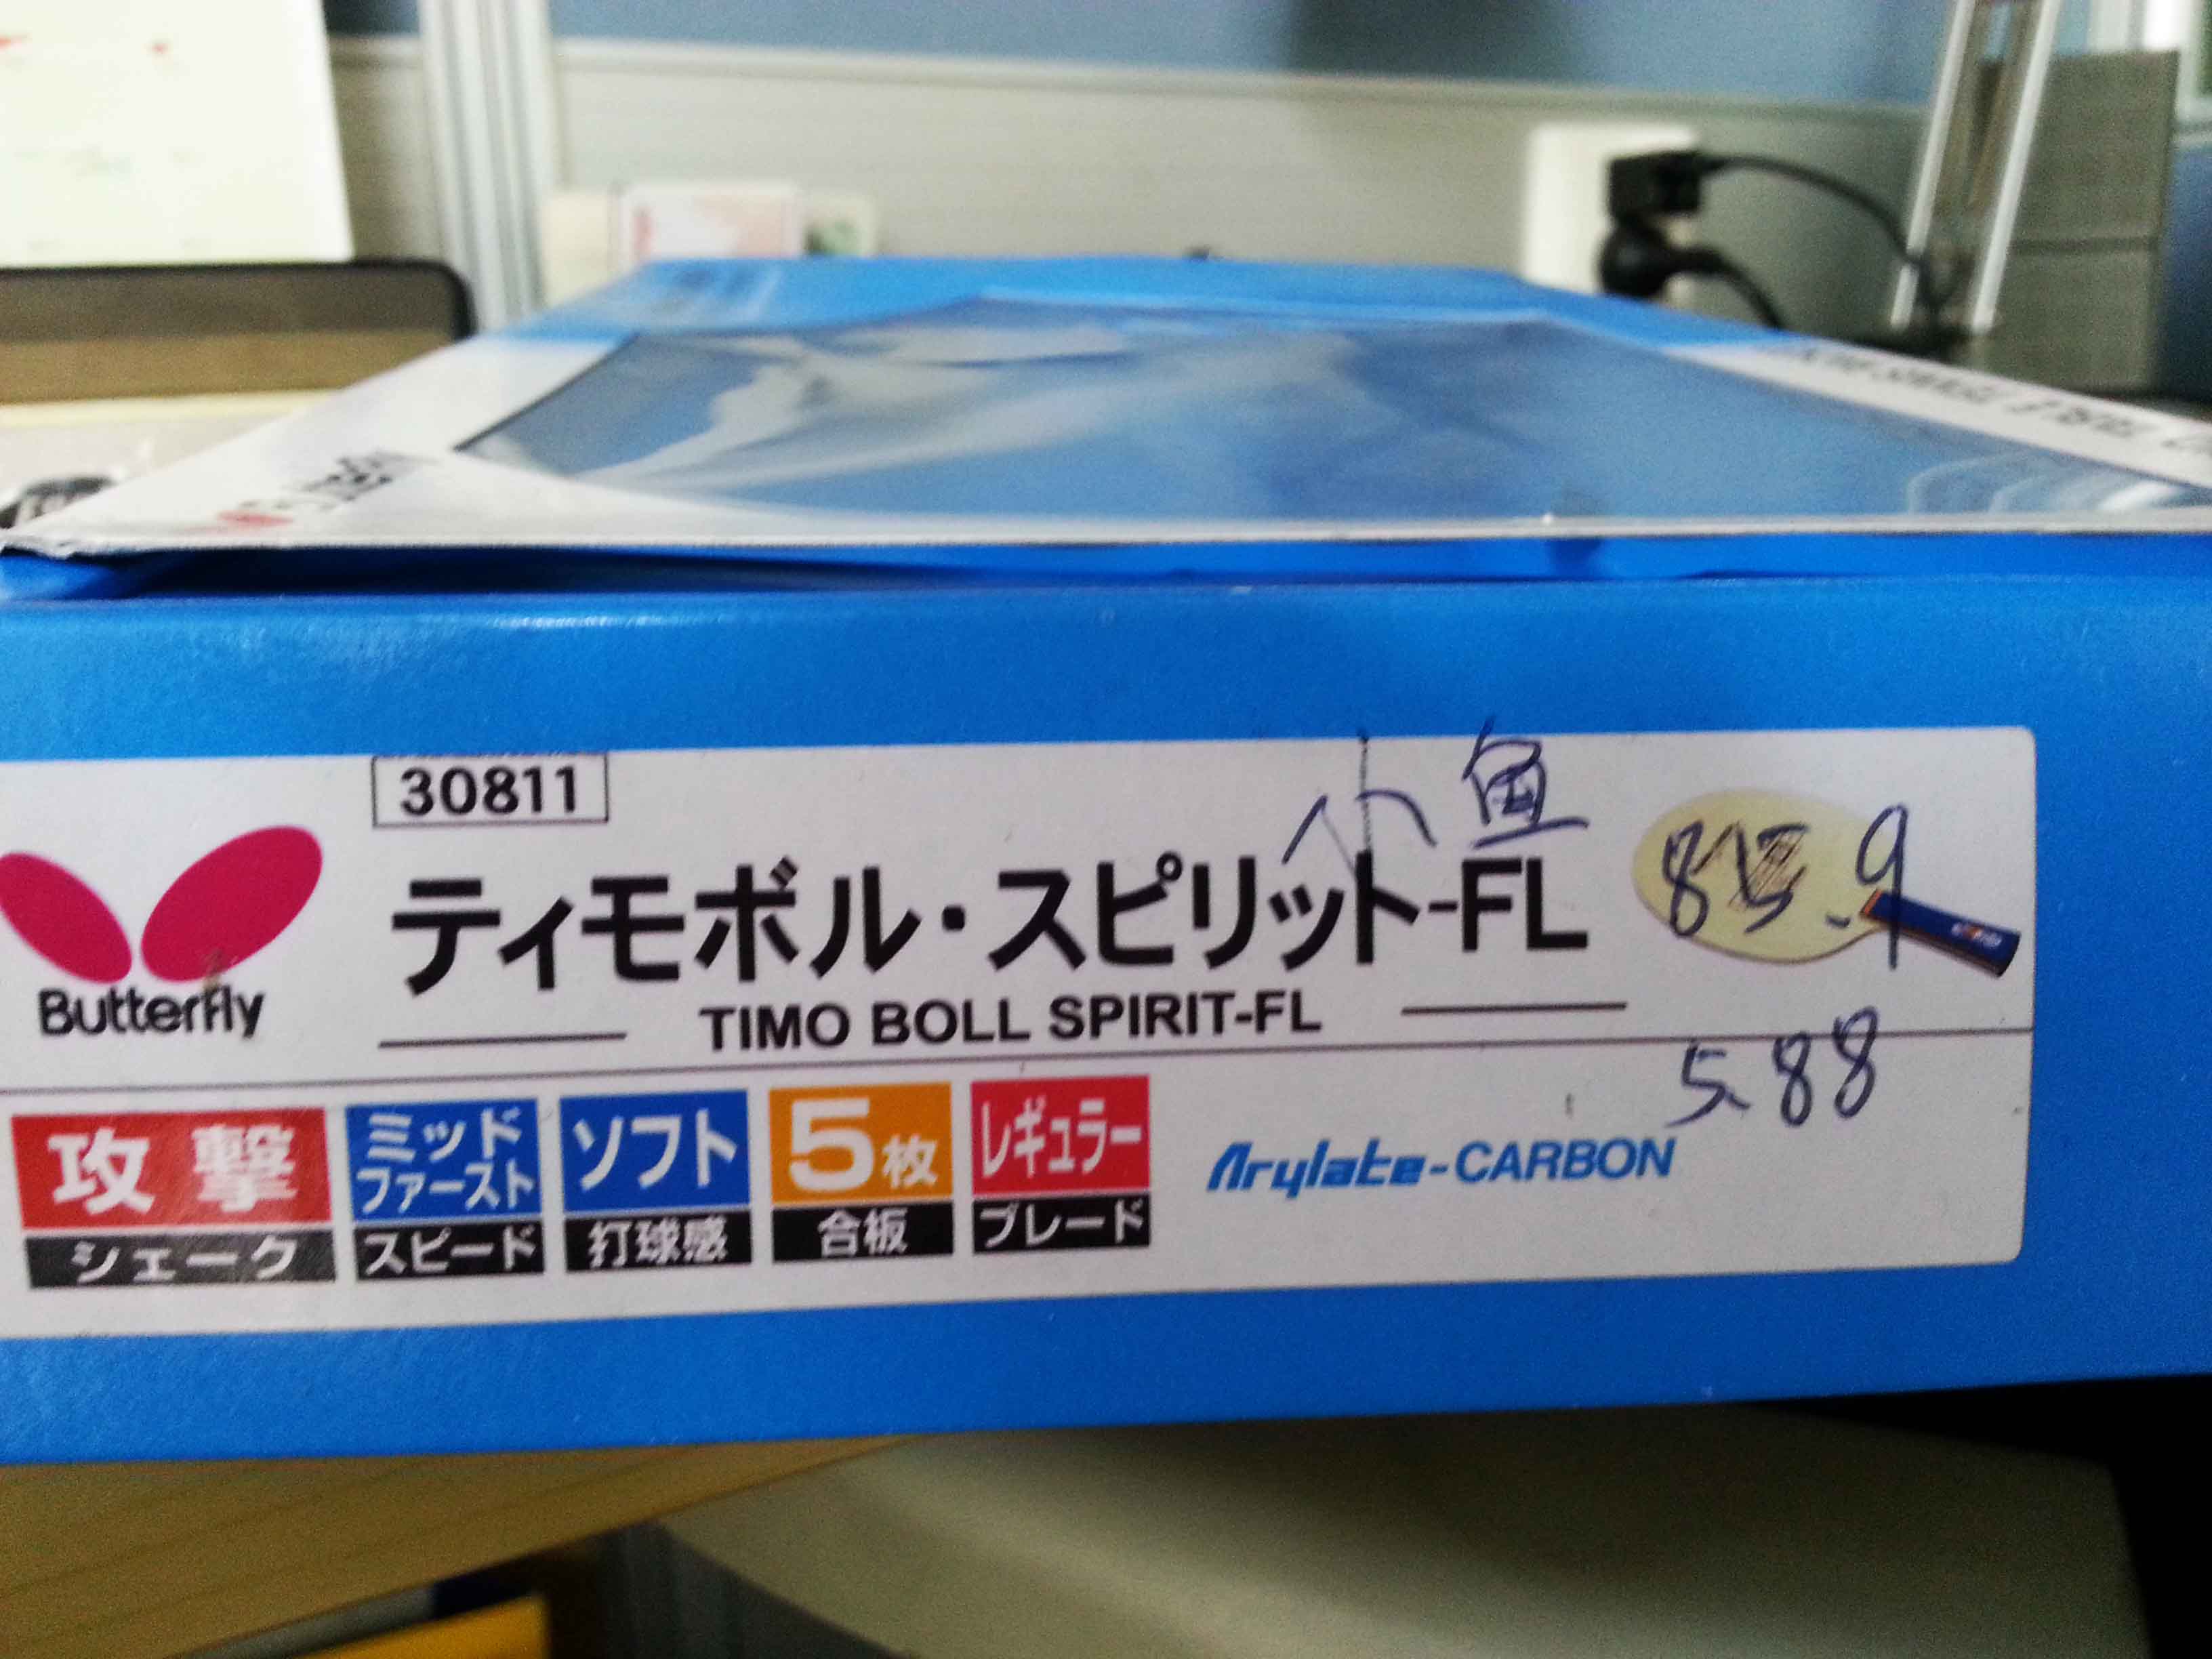 30811
小鱼
ティモボル・スピリット-FL
Butterfly
TIMO BOLL SPIRIT-FL
5.88
攻撃 ミッドファースト ソフト 5枚 レギュラー
Arylate-CARBON
シェーク スピード 打球感 合板 ブレード